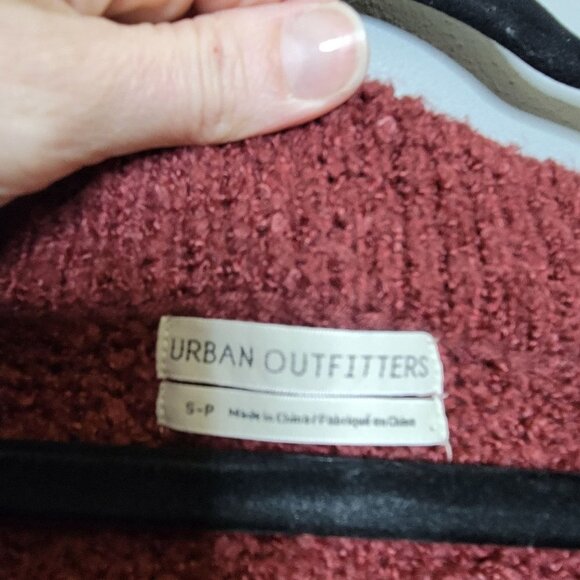 URBAN OUTFITTERS
S-P Made in China / Fabriqué en Chine